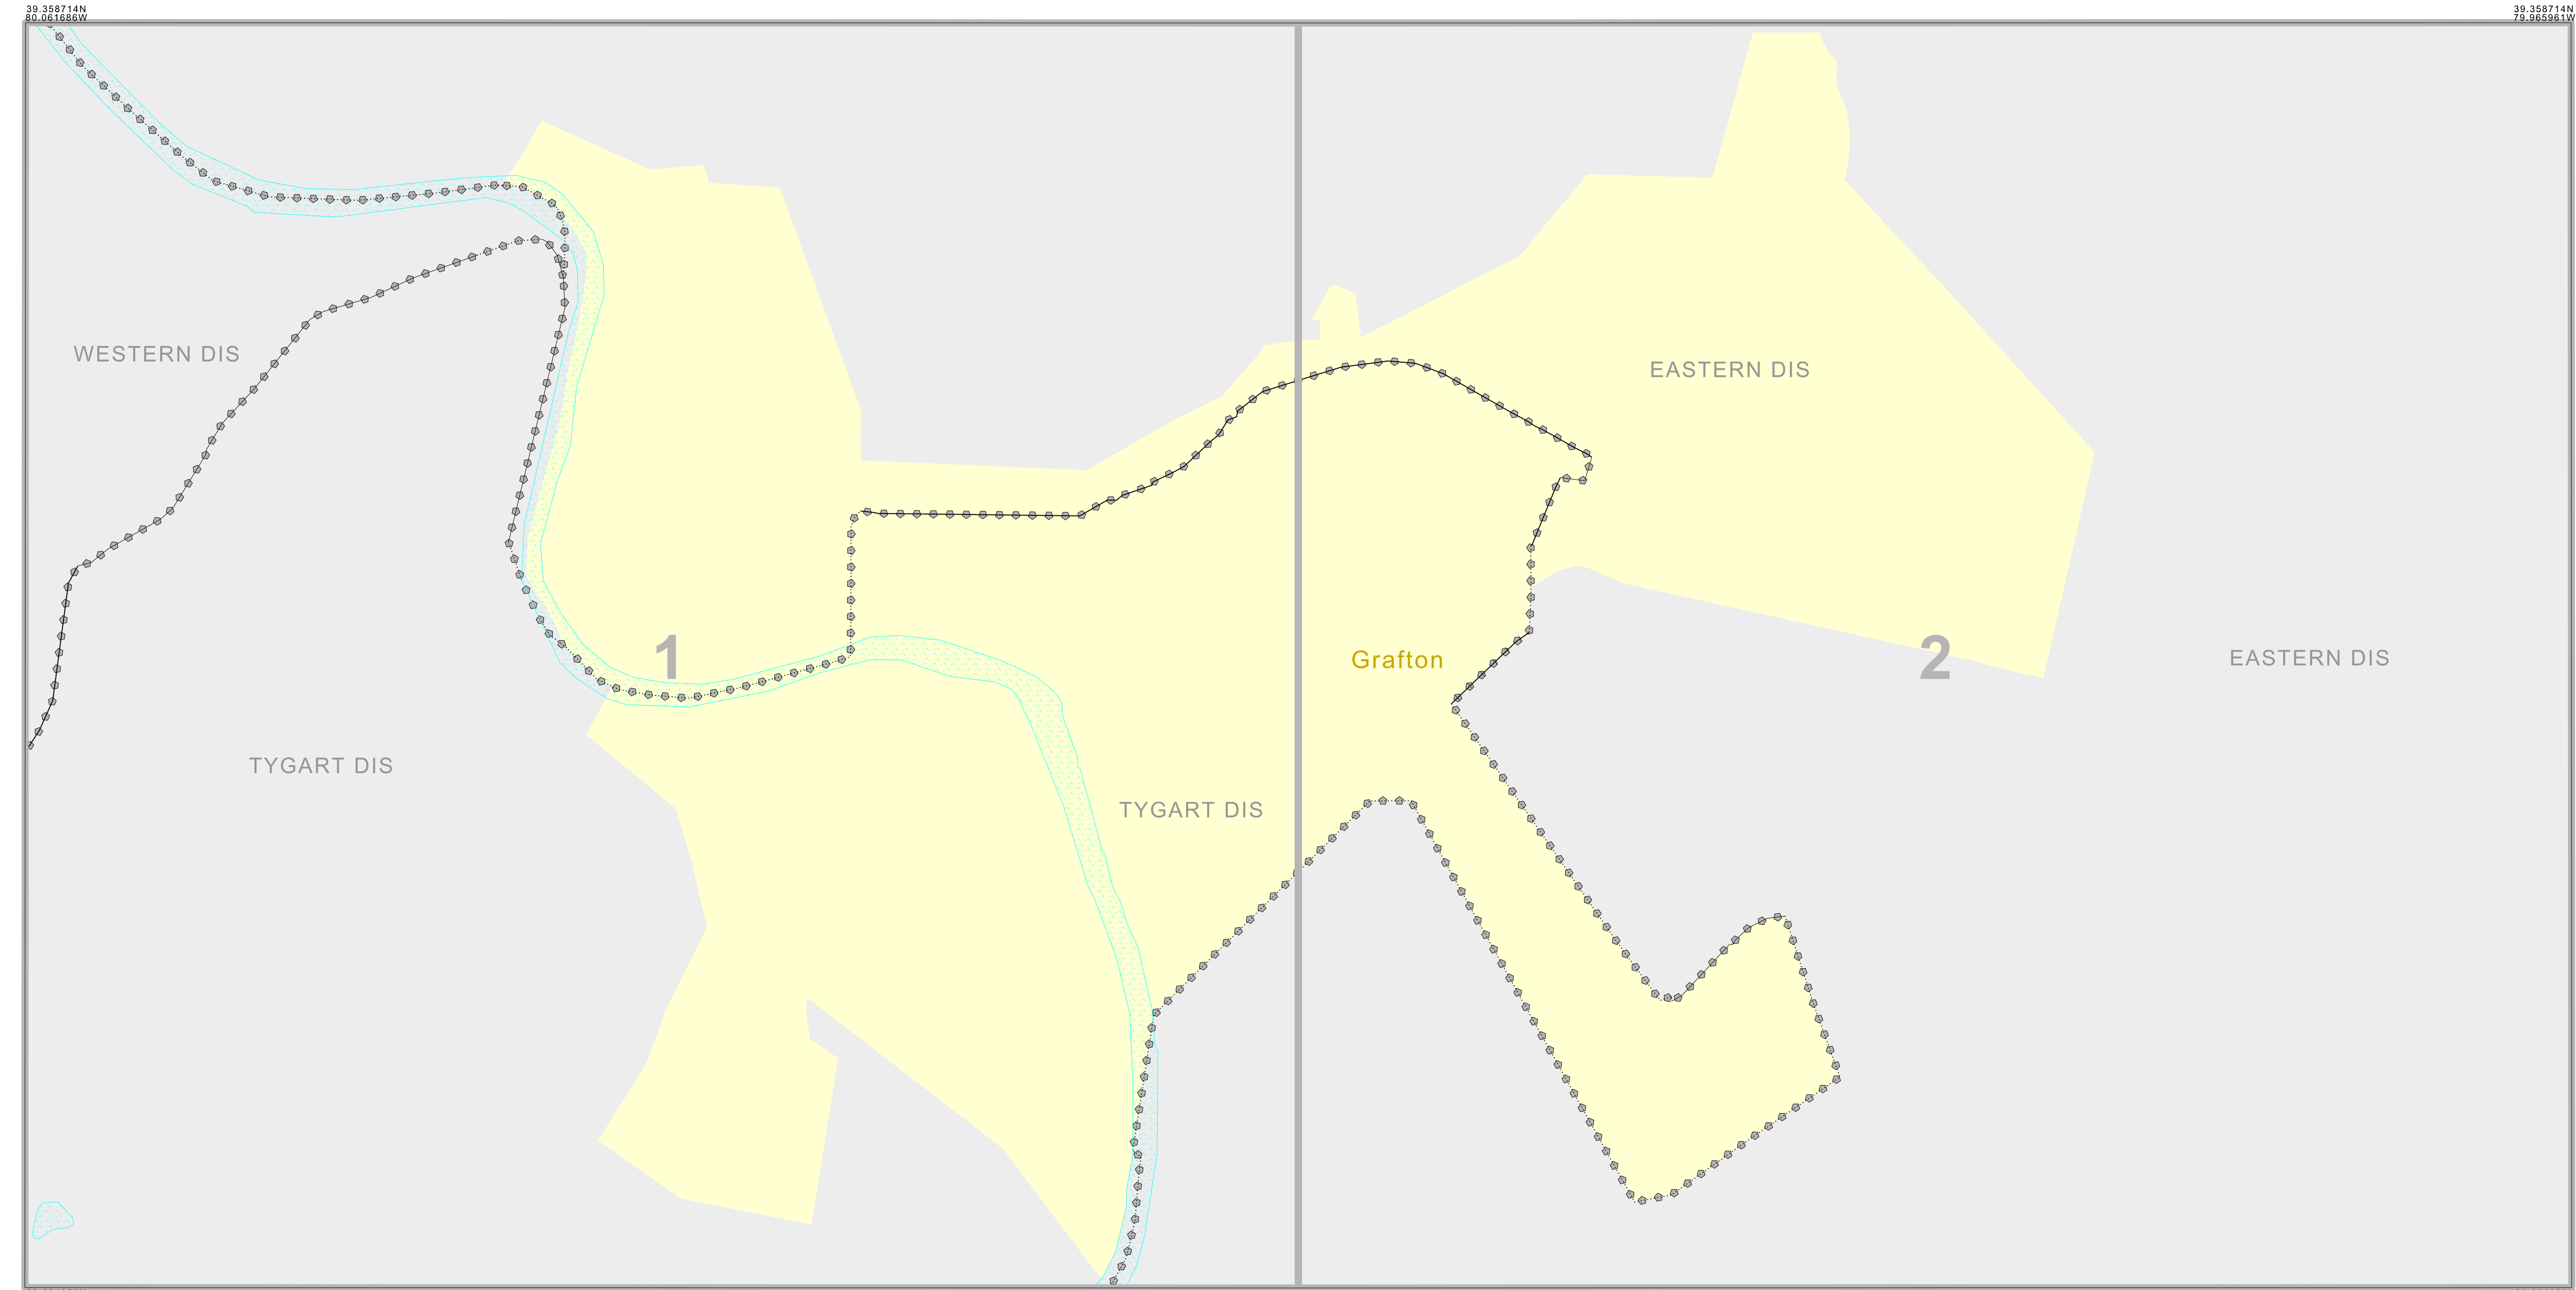 39.358714N
80.061686W
39.358714N
79.965961W
WESTERN DIS
EASTERN DIS
1
Grafton
2
EASTERN DIS
TYGART DIS
TYGART DIS